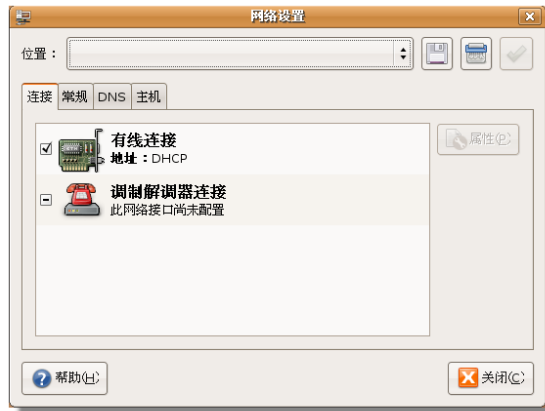 网络设置
位置：
连接 常规 DNS 主机
有线连接
地址：DHCP
属性(P)
调制解调器连接
此网络接口尚未配置
帮助(H)
关闭(C)